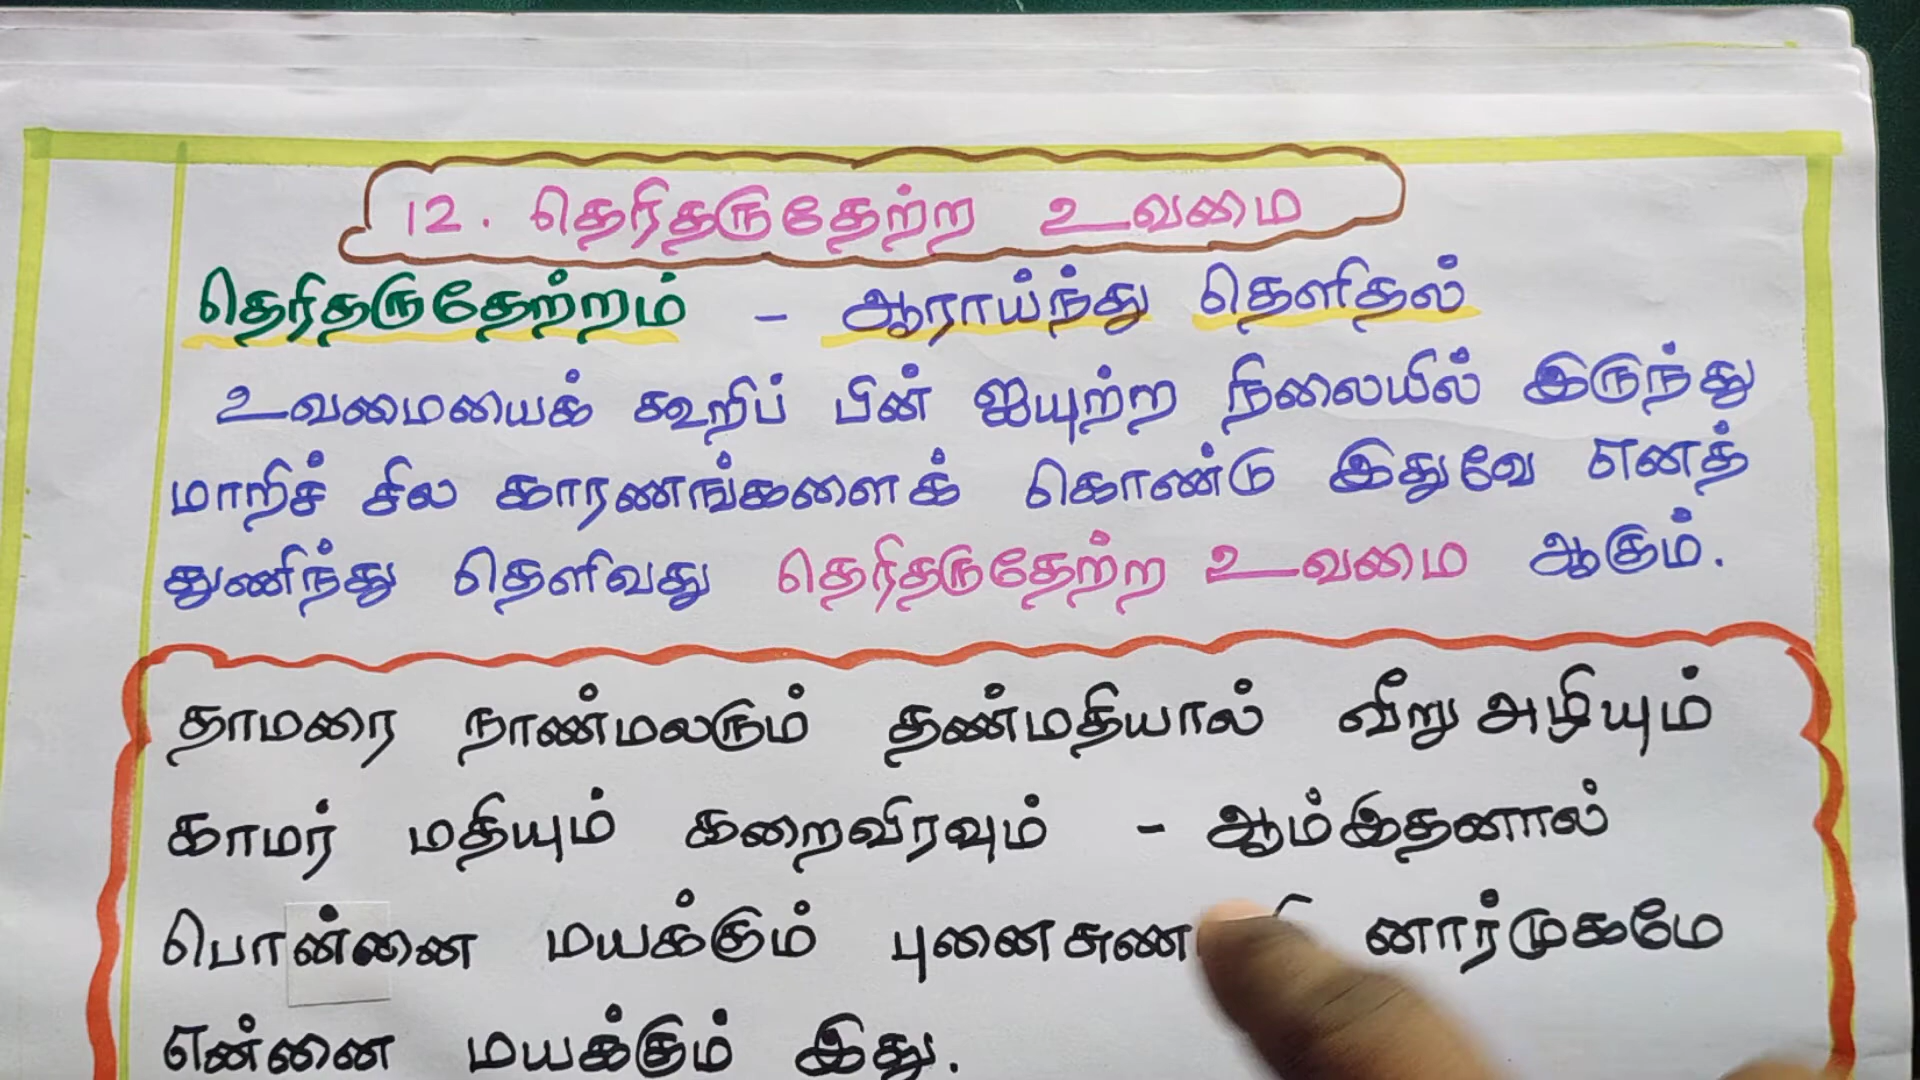 12. தெரிதருதேற்ற உவமை
தெரிதருதேற்றம் - ஆராய்ந்து தெளிதல்
உவமையைக் கூறிப் பின் ஐயுற்ற நிலையில் இருந்து
மாறிச் சில காரணங்களைக் கொண்டு இதுவே எனத்
துணிந்து தெளிவது தெரிதருதேற்ற உவமை ஆகும்.
தாமரை நாண்மலரும் தண்மதியால் வீறுஅழியும்
காமர் மதியும் கறைவிரவும் - ஆம்இதனால்
பொன்னை மயக்கும் புனைசுண னார்முகமே
என்னை மயக்கும் இது.